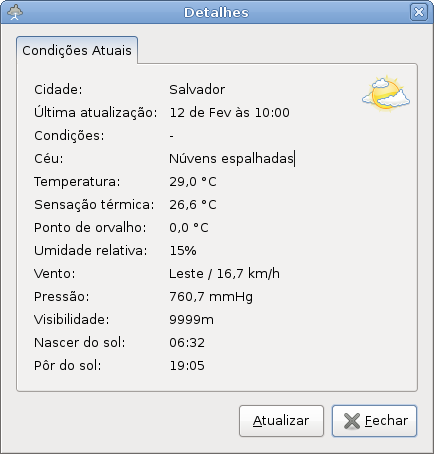 Detalhes
Condições Atuais
Cidade: Salvador
Última atualização: 12 de Fev às 10:00
Condições: -
Céu: Núvens espalhadas
Temperatura: 29,0 °C
Sensação térmica: 26,6 °C
Ponto de orvalho: 0,0 °C
Umidade relativa: 15%
Vento: Leste / 16,7 km/h
Pressão: 760,7 mmHg
Visibilidade: 9999m
Nascer do sol: 06:32
Pôr do sol: 19:05
Atualizar Fechar